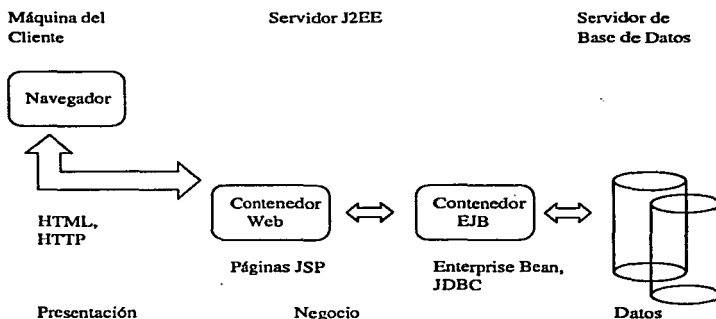 Máquina del
Cliente
Servidor J2EE
Servidor de
Base de Datos
Navegador
HTML,
HTTP
Contenedor
Web
Contenedor
EJB
Páginas JSP
Enterprise Bean,
JDBC
Presentación
Negocio
Datos